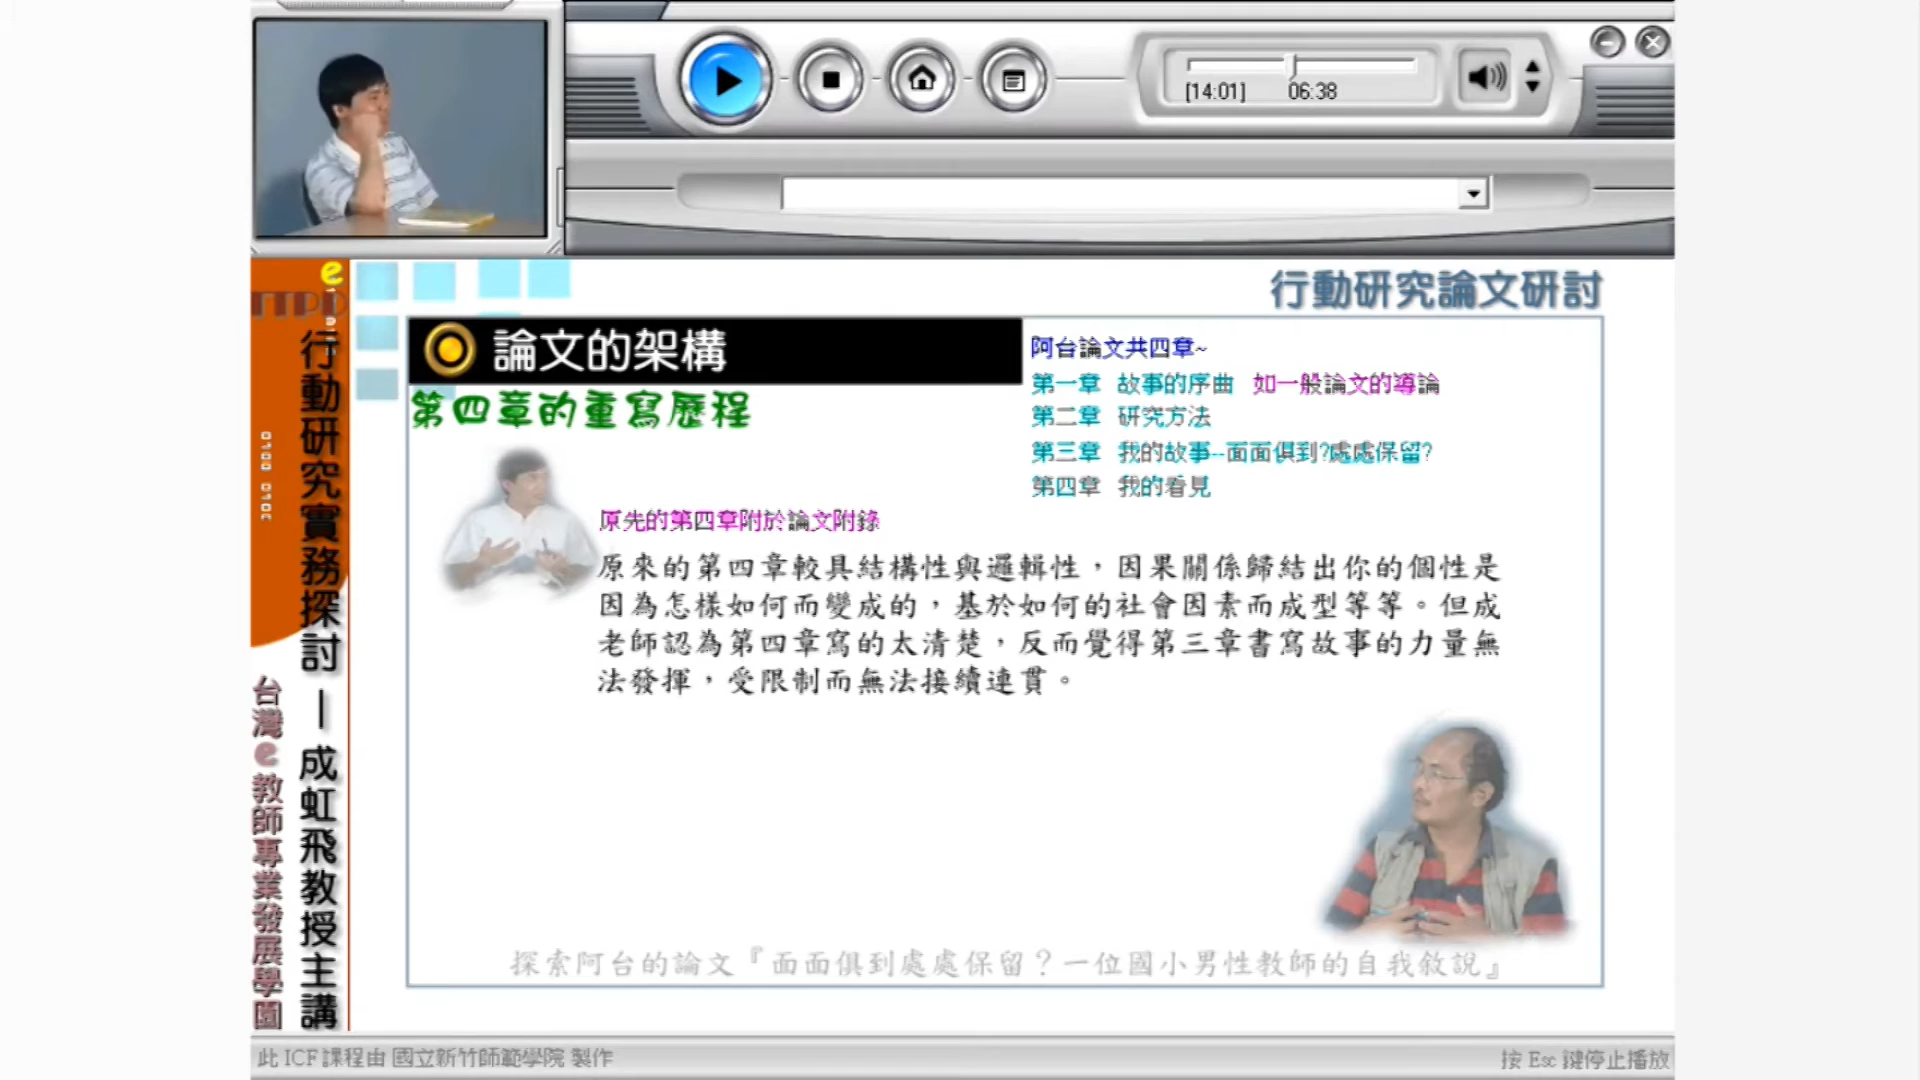 [14:01]
06:38
行動研究論文研討
論文的架構
第四章的重寫歷程
阿台論文共四章~
第一章 故事的序曲 如一般論文的導論
第二章 研究方法
第三章 我的故事--面面俱到?處處保留?
第四章 我的看見
原先的第四章附於論文附錄
原來的第四章較具結構性與邏輯性，因果關係歸結出你的個性是
因為怎樣如何而變成的，基於如何的社會因素而成型等等。但成
老師認為第四章寫的太清楚，反而覺得第三章書寫故事的力量無
法發揮，受限制而無法接續連貫。
探索阿台的論文『面面俱到處處保留？一位國小男性教師的自我敘說』
行動研究實務探討—成虹飛教授主講
台灣e教師專業發展學園
此 ICF 課程由 國立新竹師範學院 製作
按 Esc 鍵停止播放